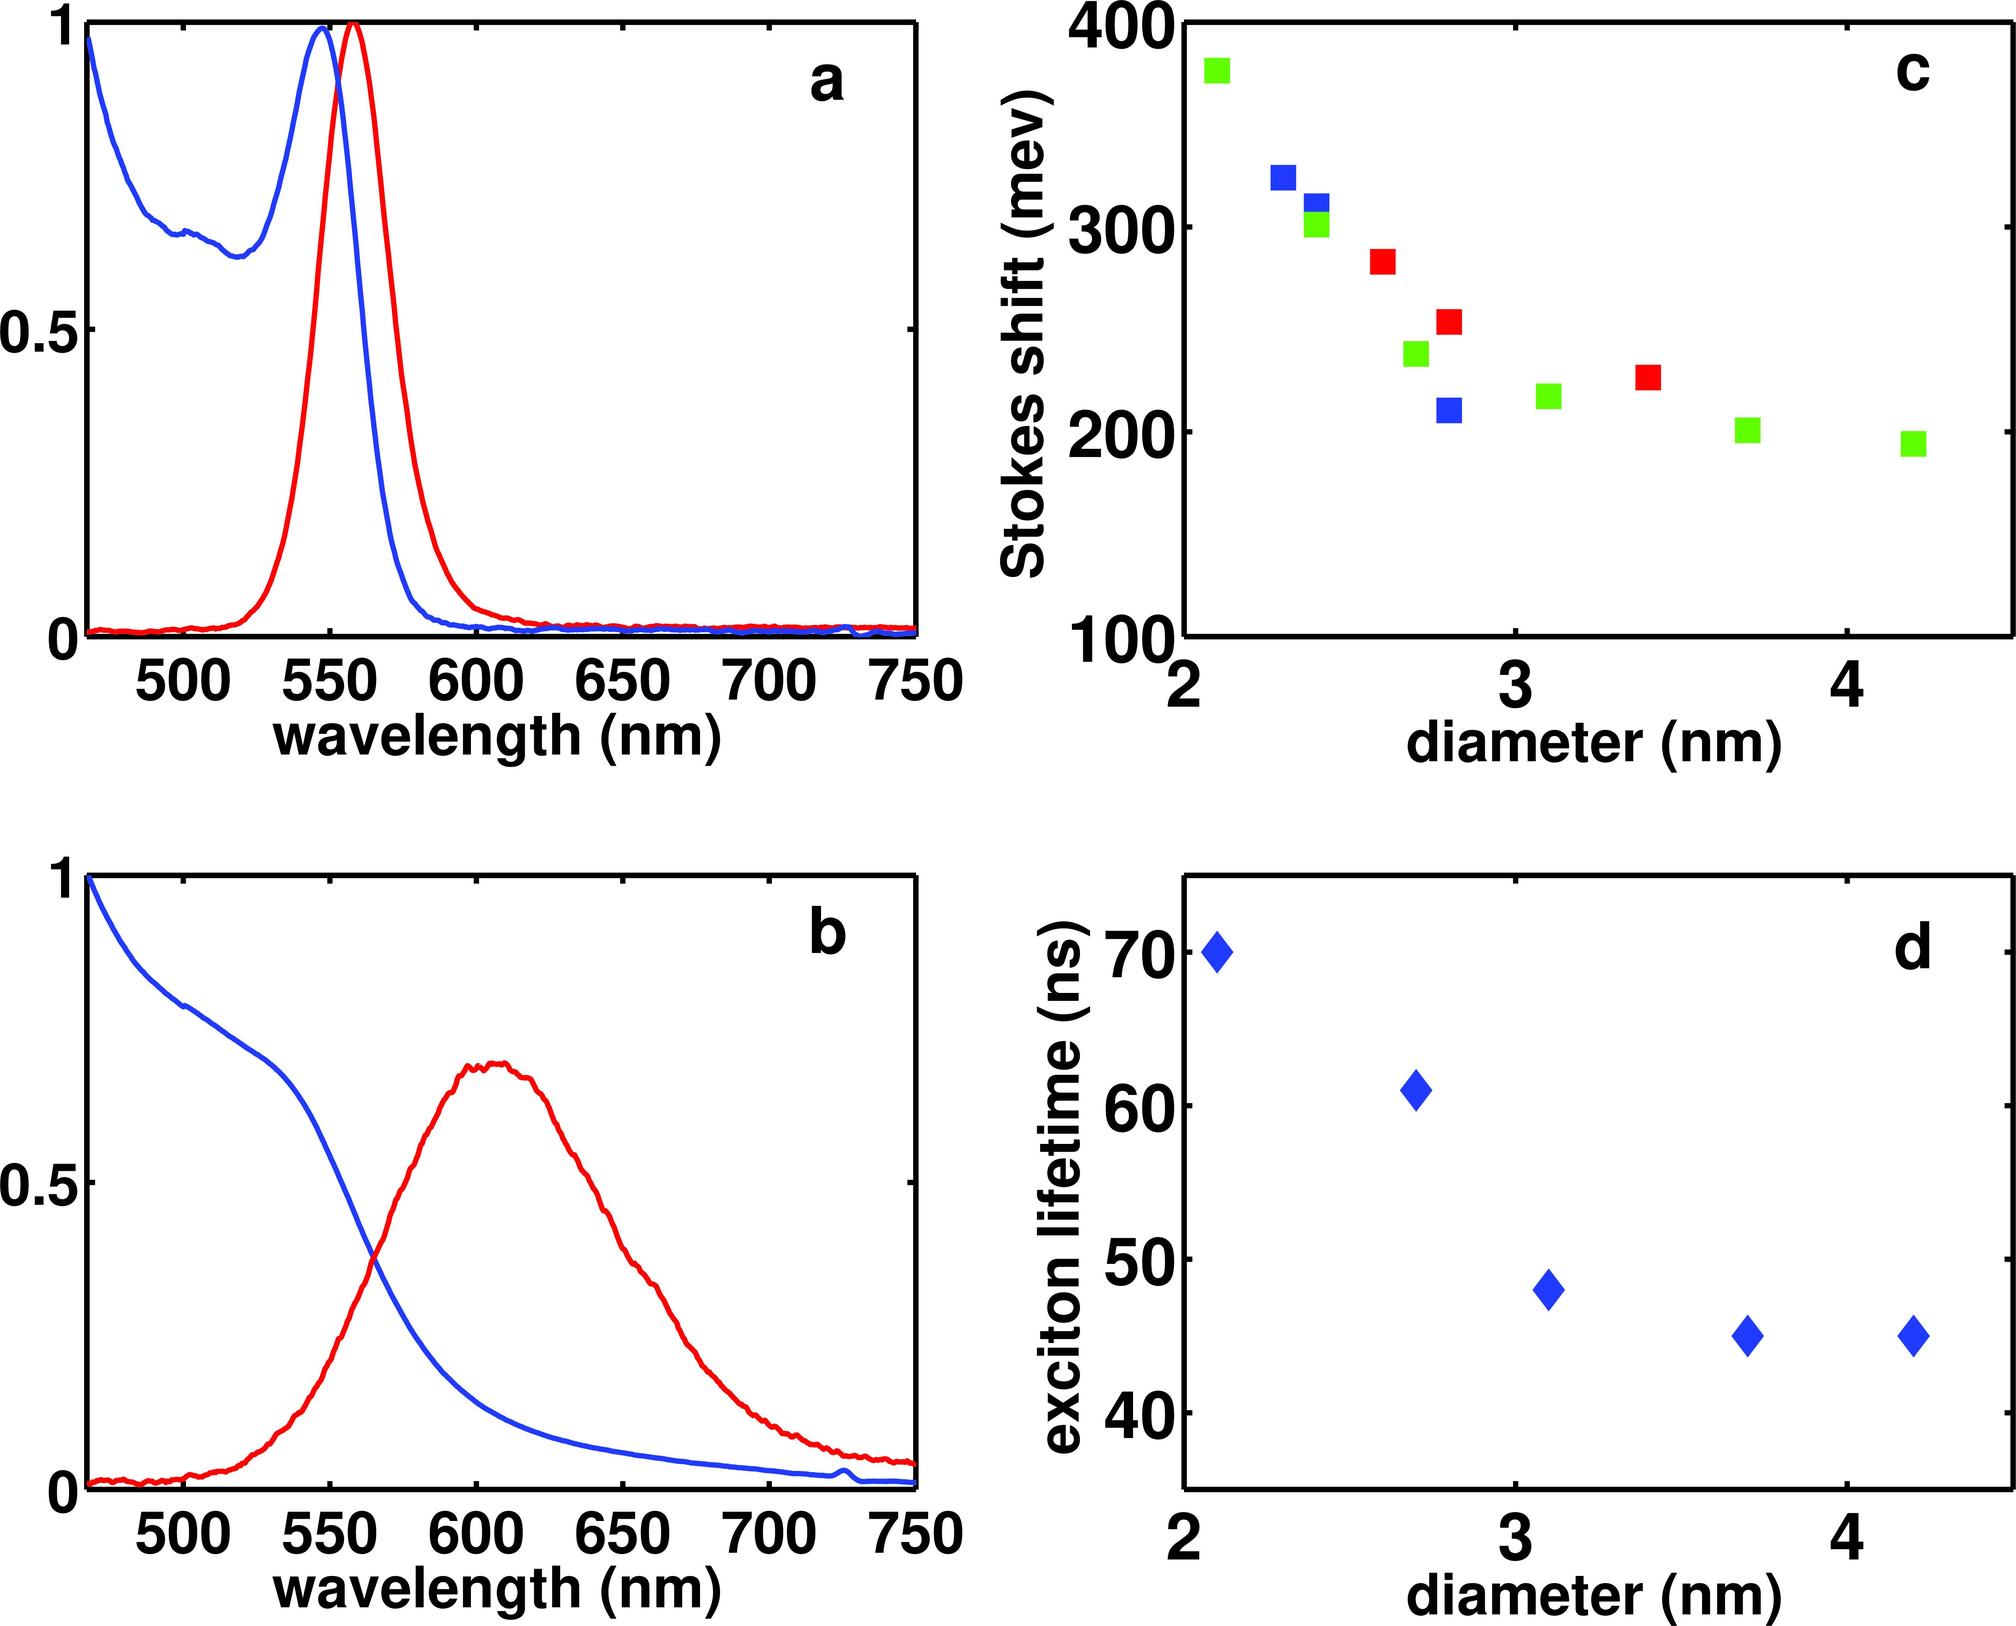 a
1
0.5
0
500 550 600 650 700 750
wavelength (nm)
c
Stokes shift (mev)
400
300
200
100
2 3 4
diameter (nm)
b
1
0.5
0
500 550 600 650 700 750
wavelength (nm)
d
exciton lifetime (ns)
70
60
50
40
2 3 4
diameter (nm)